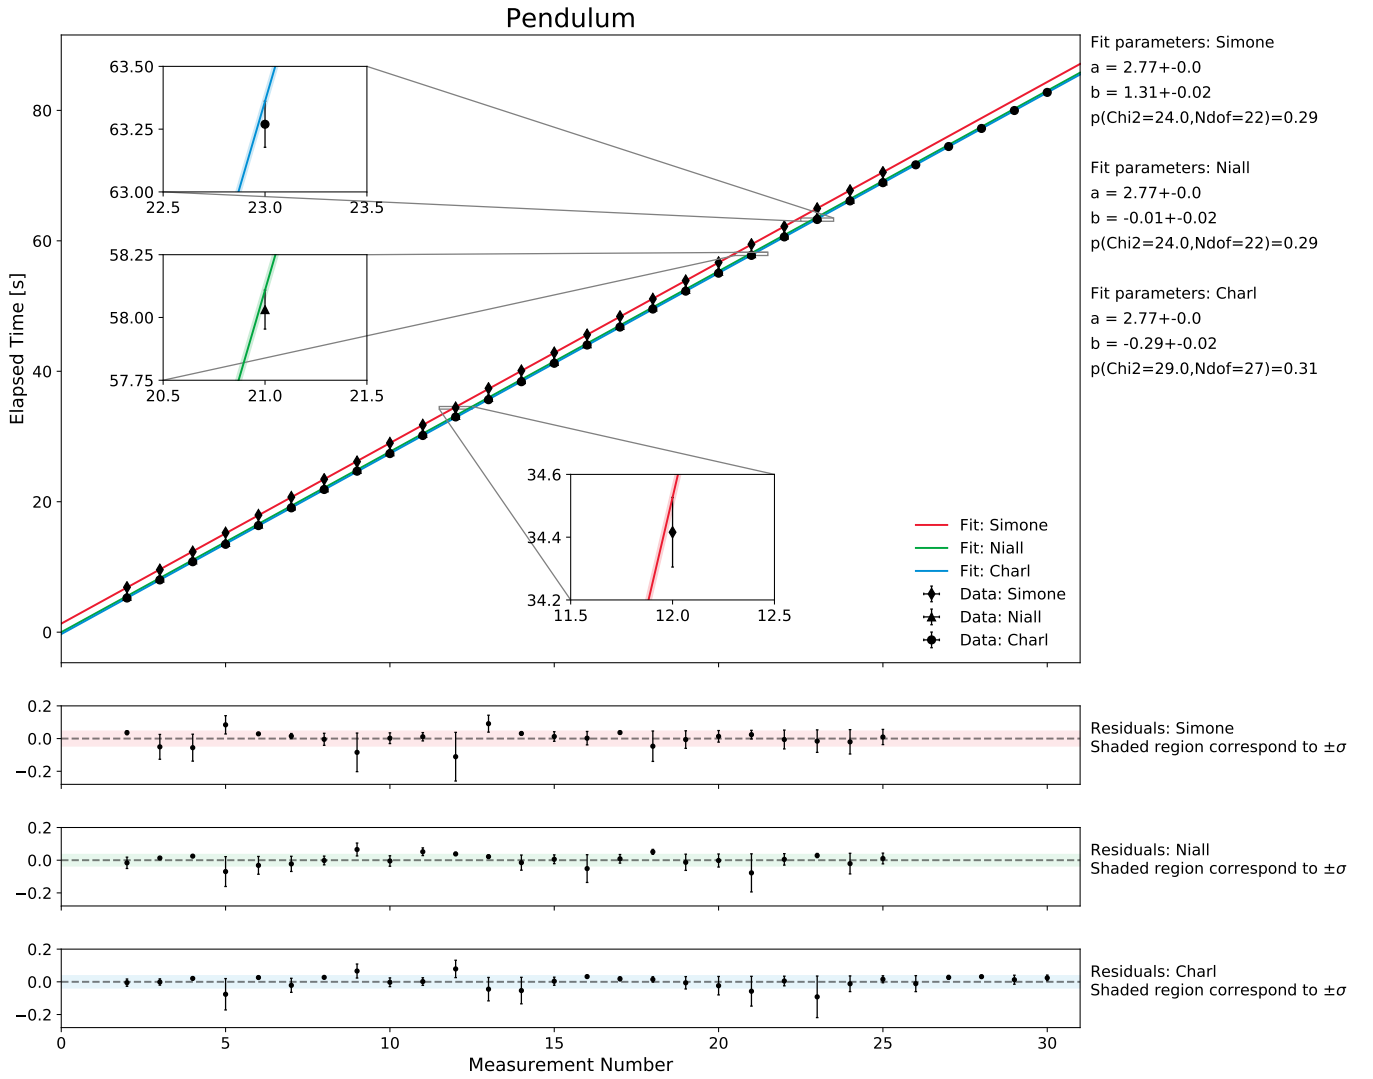 Pendulum
Elapsed Time [s]
80
60
40
20
0
63.50
63.25
63.00
22.5 23.0 23.5
58.25
58.00
57.75
20.5 21.0 21.5
34.6
34.4
34.2
11.5 12.0 12.5
Fit: Simone
Fit: Niall
Fit: Charl
Data: Simone
Data: Niall
Data: Charl
Fit parameters: Simone
a = 2.77+-0.0
b = 1.31+-0.02
p(Chi2=24.0,Ndof=22)=0.29
Fit parameters: Niall
a = 2.77+-0.0
b = -0.01+-0.02
p(Chi2=24.0,Ndof=22)=0.29
Fit parameters: Charl
a = 2.77+-0.0
b = -0.29+-0.02
p(Chi2=29.0,Ndof=27)=0.31
0.2
0.0
−0.2
Residuals: Simone
Shaded region correspond to ±σ
0.2
0.0
−0.2
Residuals: Niall
Shaded region correspond to ±σ
0.2
0.0
−0.2
Residuals: Charl
Shaded region correspond to ±σ
0 5 10 15 20 25 30
Measurement Number